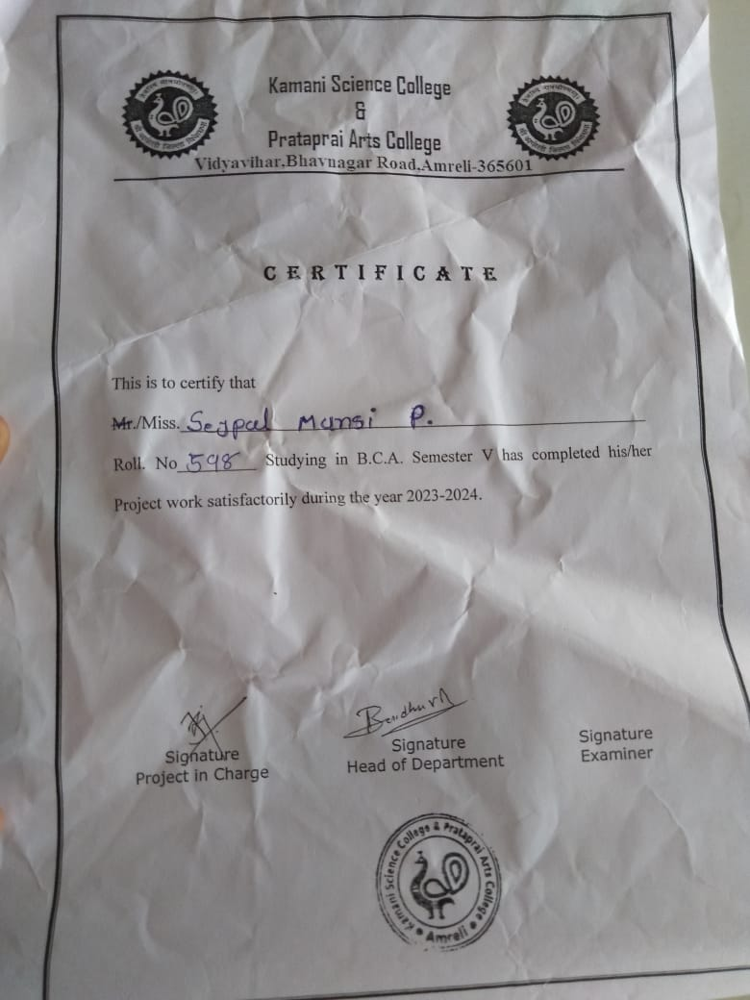 Kamani Science College
&
Prataprai Arts College
Vidyavihar,Bhavnagar Road,Amreli-365601
CERTIFICATE
This is to certify that
Mr./Miss. Sejpal Mansi P.
Roll. No 598 Studying in B.C.A. Semester V has completed his/her
Project work satisfactorily during the year 2023-2024.
Signature
Project in Charge
Signature
Head of Department
Signature
Examiner
Kamani Science College & Prataprai Arts College
Amreli